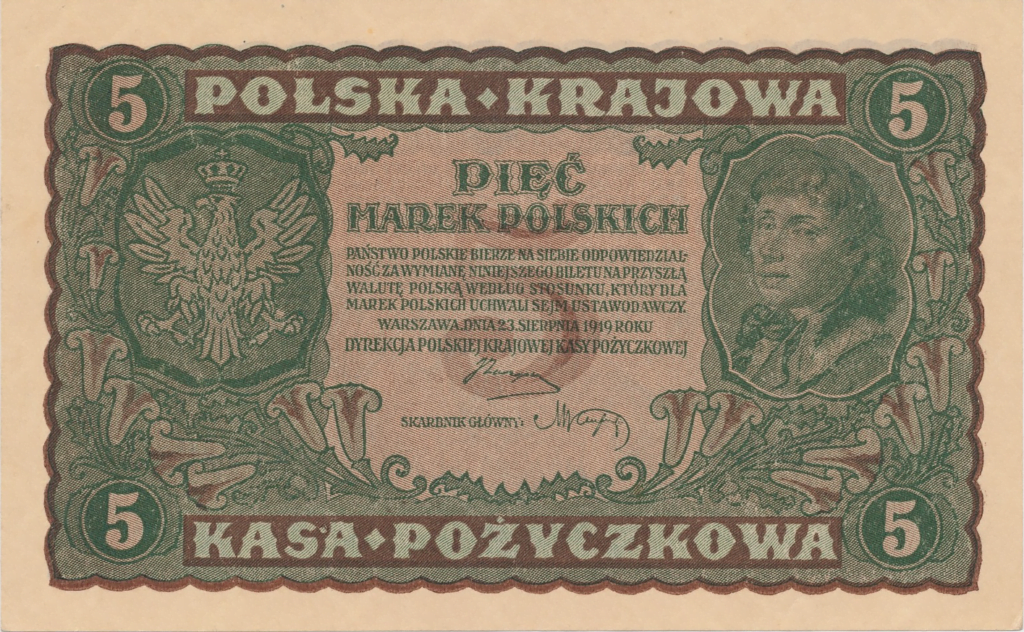 5 POLSKA ◆ KRAJOWA 5
PIĘĆ
MAREK POLSKICH
PAŃSTWO POLSKIE BIERZE NA SIEBIE ODPOWIEDZIAL-
NOŚĆ ZA WYMIANĘ NINIEJSZEGO BILETU NA PRZYSZŁĄ
WALUTĘ POLSKĄ WEDŁUG STOSUNKU, KTÓRY DLA
MAREK POLSKICH UCHWALI SEJM USTAWODAWCZY.
WARSZAWA, DNIA 23. SIERPNIA 1919 ROKU
DYREKCJA POLSKIEJ KRAJOWEJ KASY POŻYCZKOWEJ
5
SKARBNIK GŁÓWNY:
5 KASA ◆ POŻYCZKOWA 5